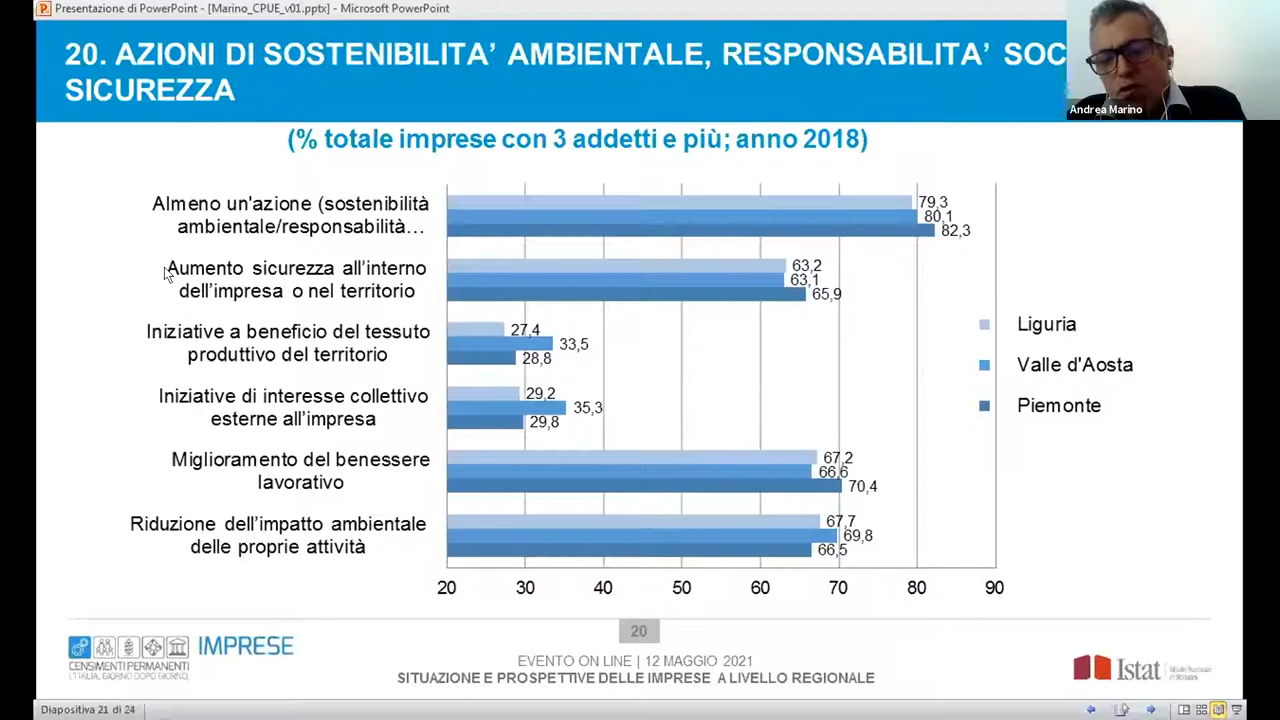 Presentazione di PowerPoint - [Marino_CPUE_v01.pptx] - Microsoft PowerPoint
20. AZIONI DI SOSTENIBILITA' AMBIENTALE, RESPONSABILITA' SOC
SICUREZZA
Andrea Marino
(% totale imprese con 3 addetti e più; anno 2018)
Almeno un'azione (sostenibilità
ambientale/responsabilità…
79,3
80,1
82,3
Aumento sicurezza all'interno
dell'impresa o nel territorio
63,2
63,1
65,9
Iniziative a beneficio del tessuto
produttivo del territorio
27,4
33,5
28,8
Iniziative di interesse collettivo
esterne all'impresa
29,2
35,3
29,8
Miglioramento del benessere
lavorativo
67,2
66,6
70,4
Riduzione dell'impatto ambientale
delle proprie attività
67,7
69,8
66,5
20 30 40 50 60 70 80 90
Liguria
Valle d'Aosta
Piemonte
20
IMPRESE
CENSIMENTI PERMANENTI
L'ITALIA, GIORNO DOPO GIORNO.
EVENTO ON LINE | 12 MAGGIO 2021
SITUAZIONE E PROSPETTIVE DELLE IMPRESE A LIVELLO REGIONALE
Istat
Diapositiva 21 di 24